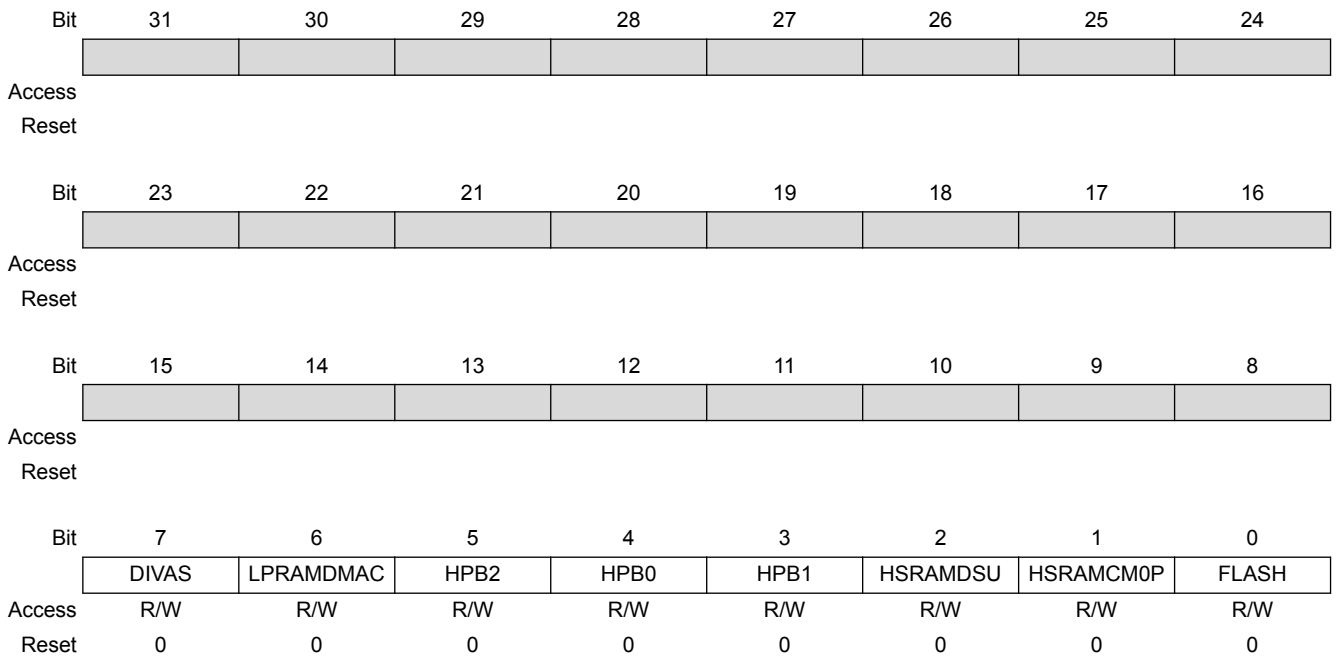 Bit 31 30 29 28 27 26 25 24
Access
Reset
Bit 23 22 21 20 19 18 17 16
Access
Reset
Bit 15 14 13 12 11 10 9 8
Access
Reset
Bit 7 6 5 4 3 2 1 0
DIVAS LPRAMDMAC HPB2 HPB0 HPB1 HSRAMDSU HSRAMCM0P FLASH
Access R/W R/W R/W R/W R/W R/W R/W R/W
Reset 0 0 0 0 0 0 0 0